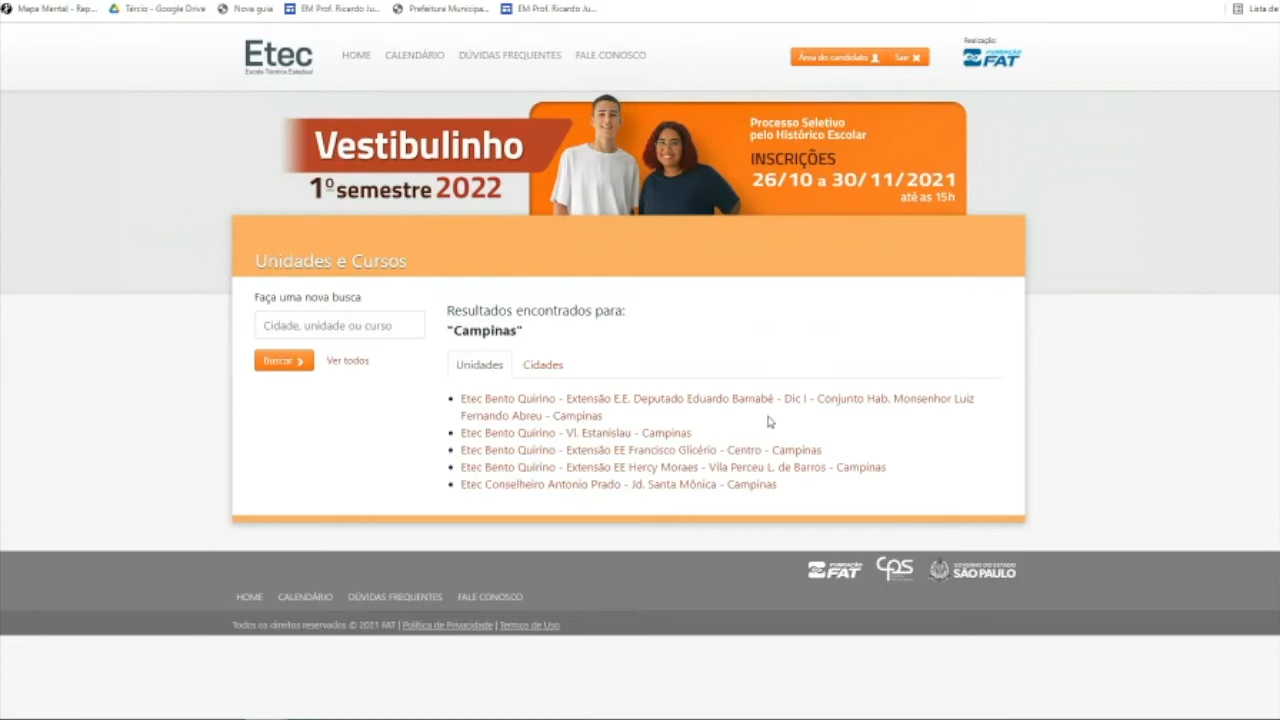 Mapa Mental - Rep... Tércio - Google Drive Nova guia EM Prof. Ricardo Ju... Prefeitura Municipa... EM Prof. Ricardo Ju... Lista de
Etec
Escola Técnica Estadual
HOME CALENDÁRIO DÚVIDAS FREQUENTES FALE CONOSCO
Área do candidato Sair
Realização:
FUNDAÇÃO
FAT
Vestibulinho
1º semestre 2022
Processo Seletivo
pelo Histórico Escolar
INSCRIÇÕES
26/10 a 30/11/2021
até as 15h
Unidades e Cursos
Faça uma nova busca
Cidade, unidade ou curso
Buscar Ver todos
Resultados encontrados para:
"Campinas"
Unidades Cidades
Etec Bento Quirino - Extensão E.E. Deputado Eduardo Barnabé - Dic I - Conjunto Hab. Monsenhor Luiz
Fernando Abreu - Campinas
Etec Bento Quirino - Vl. Estanislau - Campinas
Etec Bento Quirino - Extensão EE Francisco Glicério - Centro - Campinas
Etec Bento Quirino - Extensão EE Hercy Moraes - Vila Perceu L. de Barros - Campinas
Etec Conselheiro Antonio Prado - Jd. Santa Mônica - Campinas
FUNDAÇÃO
FAT
cps
GOVERNO DO ESTADO
SÃO PAULO
HOME CALENDÁRIO DÚVIDAS FREQUENTES FALE CONOSCO
Todos os direitos reservados © 2021 FAT | Política de Privacidade | Termos de Uso